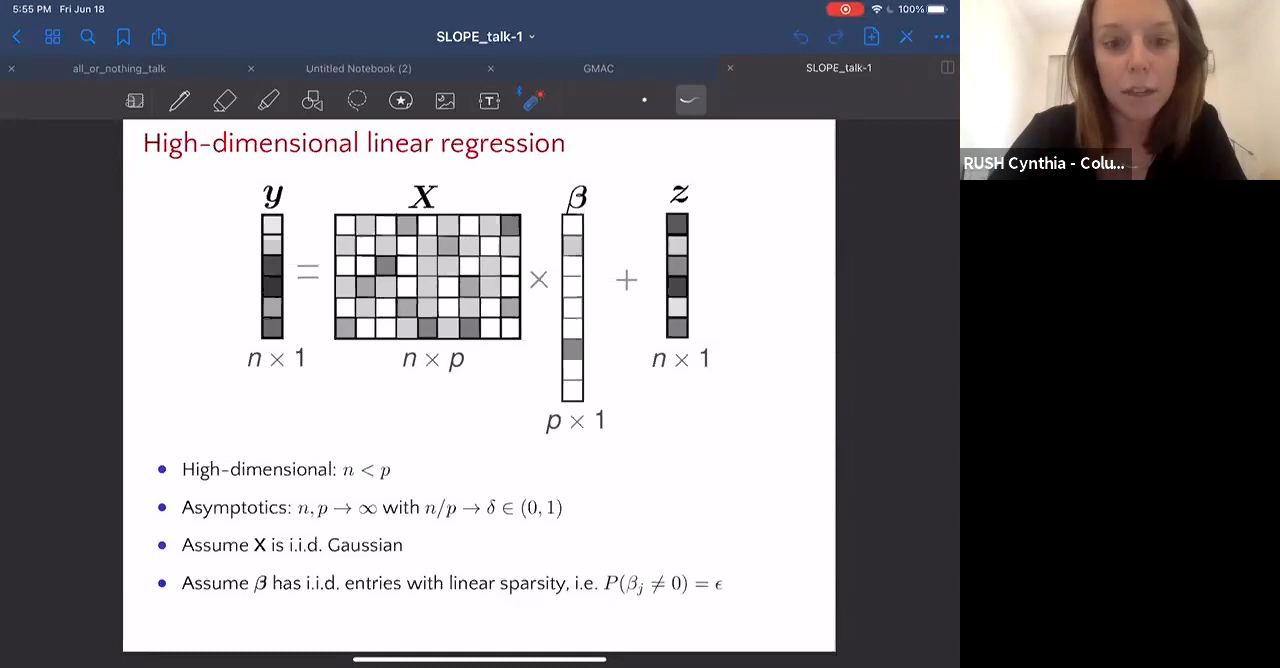 5:55 PM Fri Jun 18
100%
SLOPE_talk-1
all_or_nothing_talk
Untitled Notebook (2)
GMAC
SLOPE_talk-1
High-dimensional linear regression
y X β z
= × +
n × 1 n × p n × 1
p × 1
• High-dimensional: n < p
• Asymptotics: n, p → ∞ with n/p → δ ∈ (0, 1)
• Assume X is i.i.d. Gaussian
• Assume β has i.i.d. entries with linear sparsity, i.e. P(β_j ≠ 0) = ϵ
RUSH Cynthia - Colu...